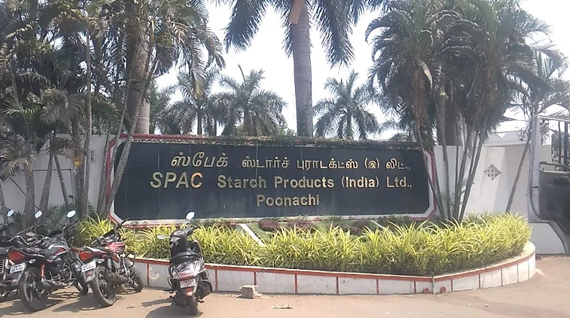 ஸ்பேக் ஸ்டார்ச் புராடக்ட்ஸ் (இ) லிட்.,
SPAC Starch Products (India) Ltd.,
Poonachi